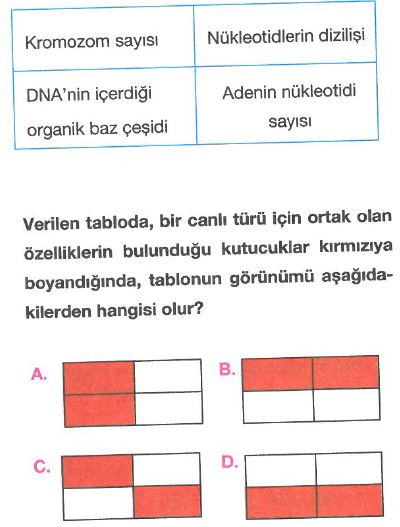 Kromozom sayısı
Nükleotidlerin dizilişi
DNA'nin içerdiği
organik baz çeşidi
Adenin nükleotidi
sayısı
Verilen tabloda, bir canlı türü için ortak olan
özelliklerin bulunduğu kutucuklar kırmızıya
boyandığında, tablonun görünümü aşağıda-
kilerden hangisi olur?
A.
B.
C.
D.